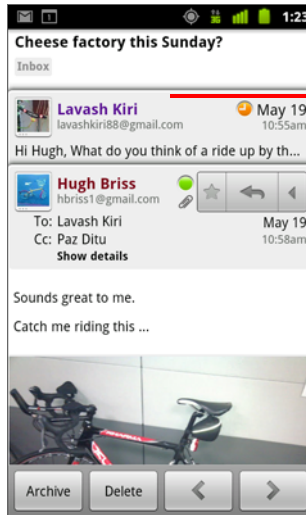 1:23
Cheese factory this Sunday?
Inbox
Lavash Kiri
May 19
lavashkiri88@gmail.com
10:55am
Hi Hugh, What do you think of a ride up by th...
Hugh Briss
hbriss1@gmail.com
To: Lavash Kiri
May 19
Cc: Paz Ditu
10:58am
Show details
Sounds great to me.
Catch me riding this ...
Archive
Delete